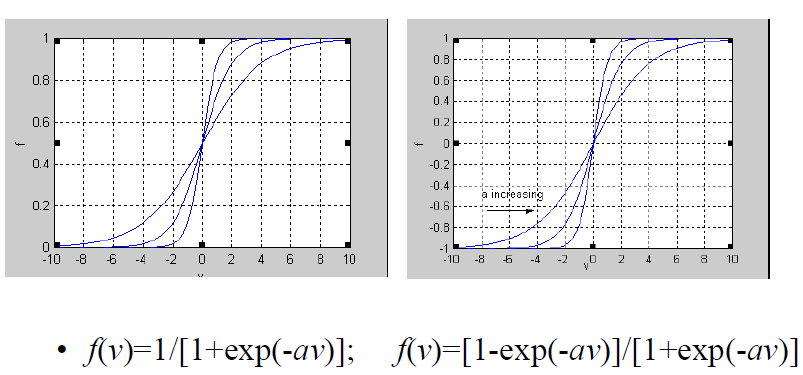 1
0.8
0.6
0.4
0.2
0
f
-10 -8 -6 -4 -2 0 2 4 6 8 10
1
0.8
0.6
0.4
0.2
0
-0.2
-0.4
-0.6
-0.8
-1
f
a increasing
-10 -8 -6 -4 -2 0 2 4 6 8 10
v
• f(v)=1/[1+exp(-av)]; f(v)=[1-exp(-av)]/[1+exp(-av)]